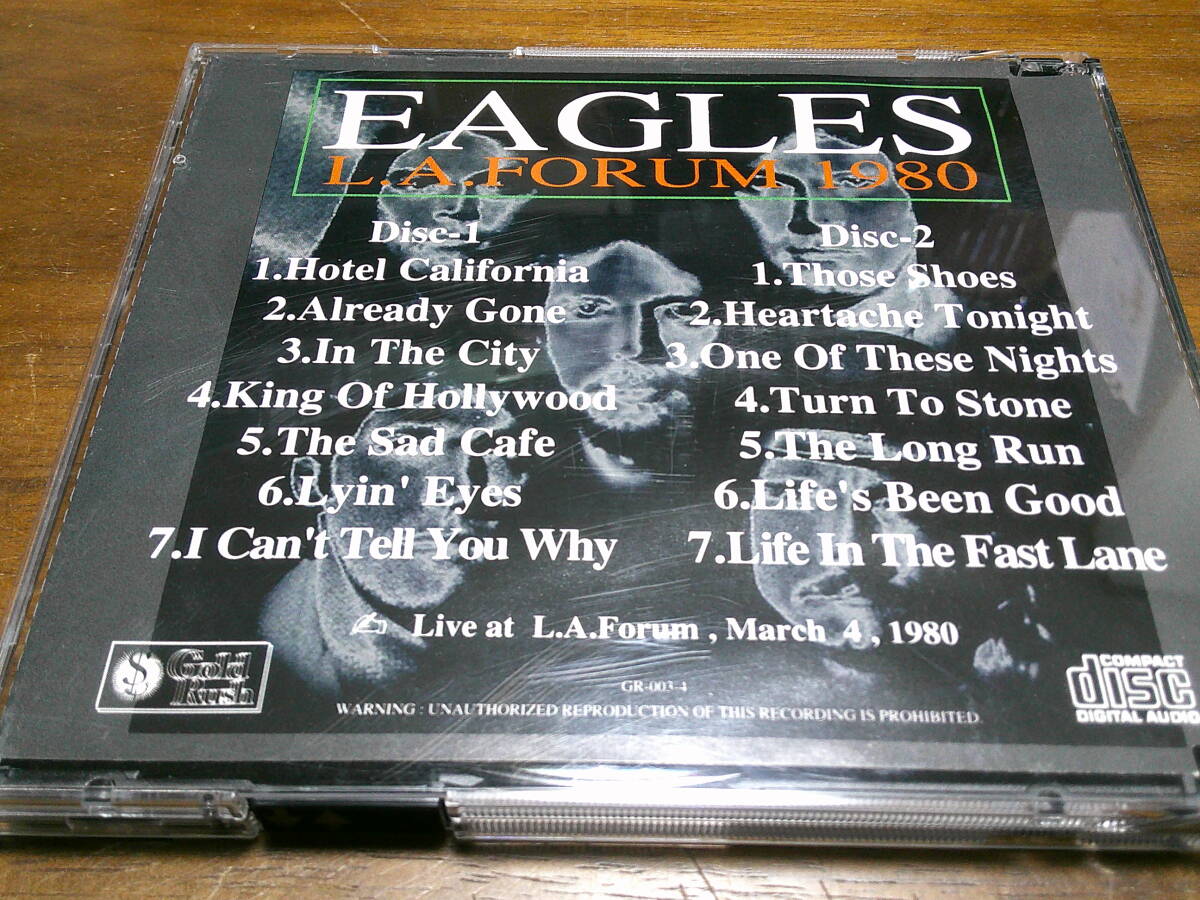 EAGLES
L.A.FORUM 1980
Disc-1
1.Hotel California
2.Already Gone
3.In The City
4.King Of Hollywood
5.The Sad Cafe
6.Lyin' Eyes
7.I Can't Tell You Why
Disc-2
1.Those Shoes
2.Heartache Tonight
3.One Of These Nights
4.Turn To Stone
5.The Long Run
6.Life's Been Good
7.Life In The Fast Lane
✍ Live at L.A.Forum , March 4 , 1980
$ Gold
Rush
GR-003-4
WARNING : UNAUTHORIZED REPRODUCTION OF THIS RECORDING IS PROHIBITED.
COMPACT
disc
DIGITAL AUDIO